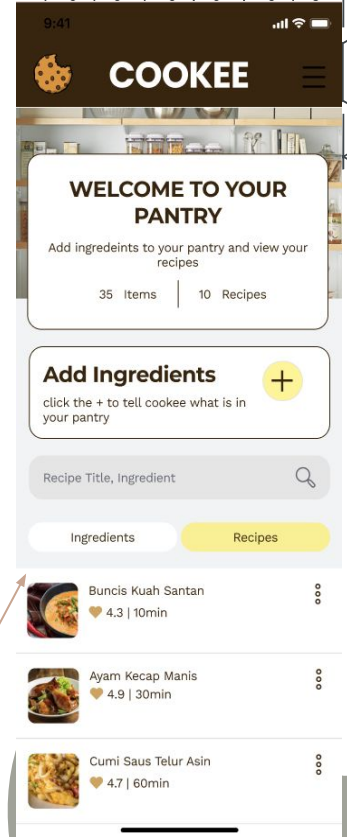 9:41
COOKEE
WELCOME TO YOUR
PANTRY
Add ingredeints to your pantry and view your
recipes
35 Items 10 Recipes
Add Ingredients
click the + to tell cookee what is in
your pantry
Recipe Title, Ingredient
Ingredients Recipes
Buncis Kuah Santan
4.3 | 10min
Ayam Kecap Manis
4.9 | 30min
Cumi Saus Telur Asin
4.7 | 60min